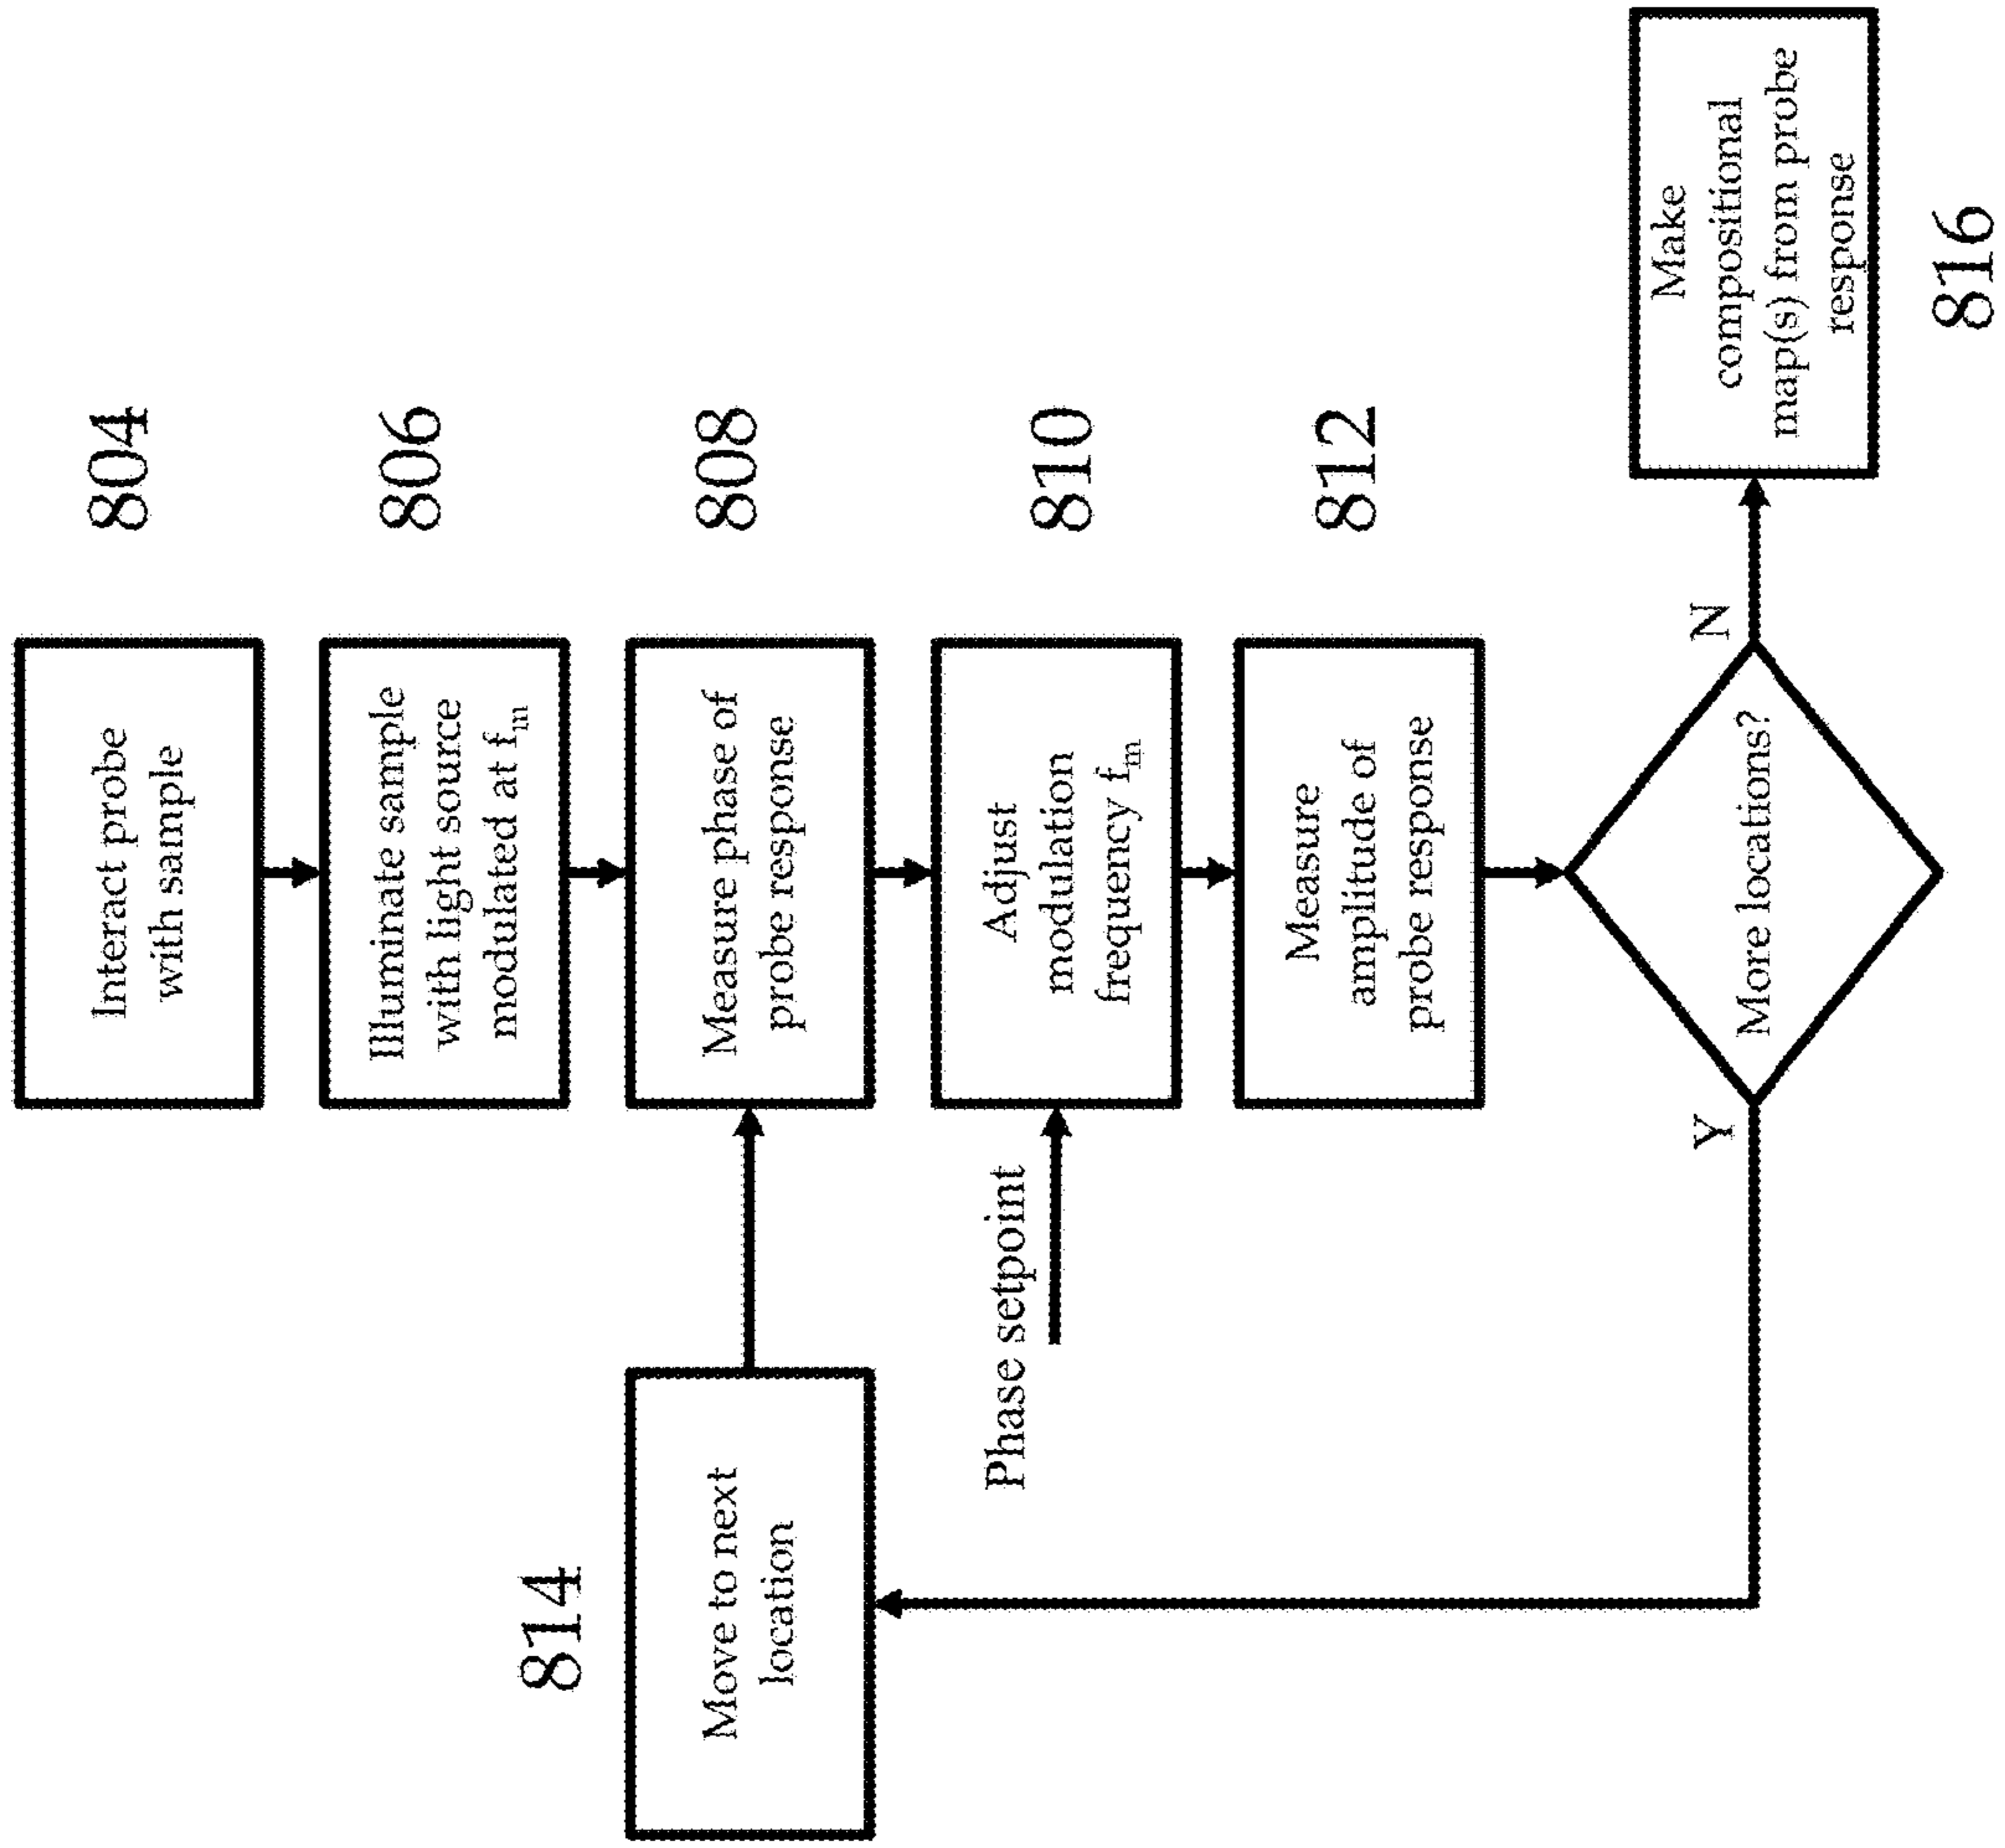 804
Interact probe
with sample
806
Illuminate sample
with light source
modulated at fm
808
Measure phase of
probe response
810
Adjust
modulation
frequency fm
Phase setpoint
812
Measure
amplitude of
probe response
More locations?
Y
N
814
Move to next
location
Make
compositional
map(s) from probe
response
816